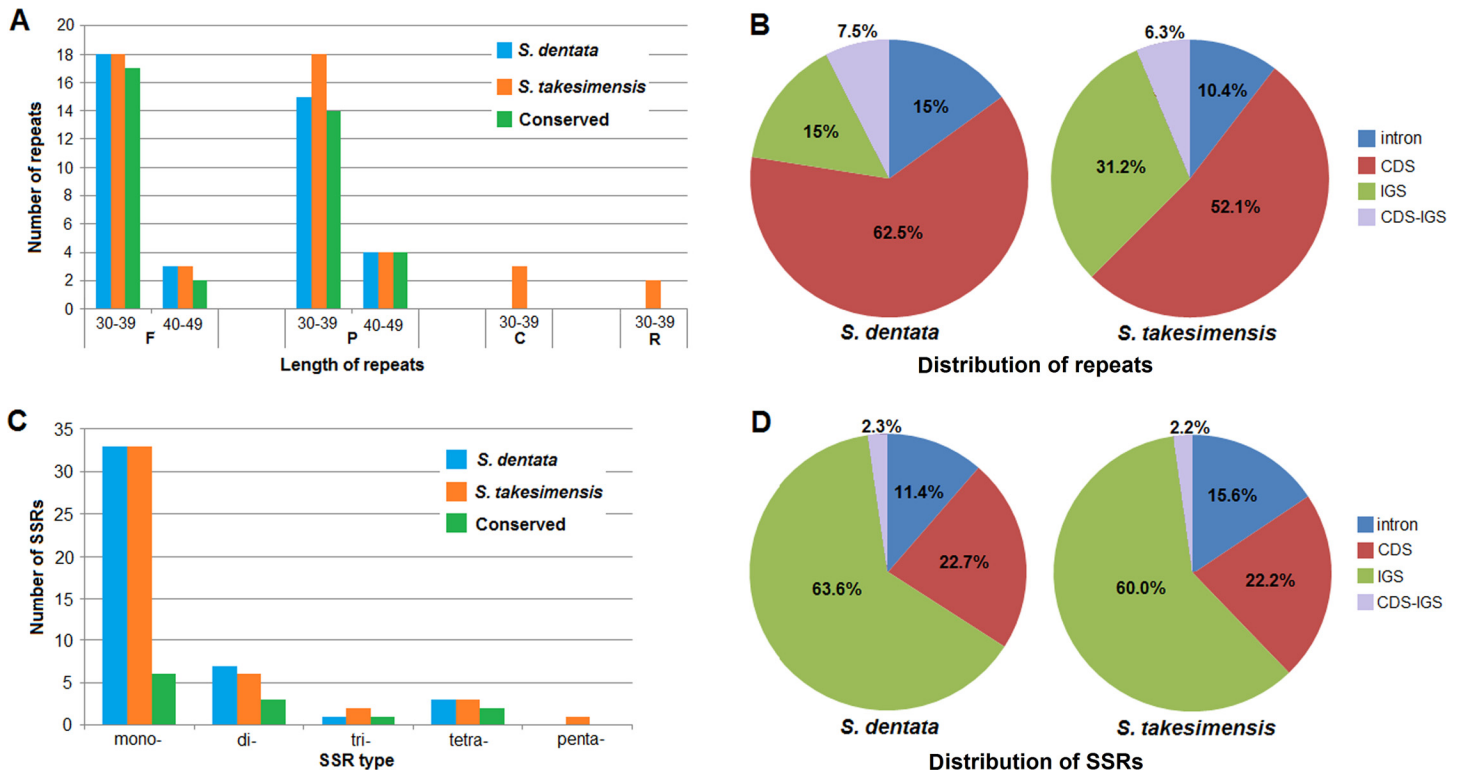 A
Number of repeats
20
18
16
14
12
10
8
6
4
2
0
S. dentata
S. takesimensis
Conserved
30-39 40-49 30-39 40-49 30-39 30-39
F P C R
Length of repeats
B
7.5%
15%
15%
62.5%
S. dentata
6.3%
10.4%
31.2%
52.1%
S. takesimensis
intron
CDS
IGS
CDS-IGS
Distribution of repeats
C
Number of SSRs
35
30
25
20
15
10
5
0
S. dentata
S. takesimensis
Conserved
mono- di- tri- tetra- penta-
SSR type
D
2.3%
11.4%
22.7%
63.6%
S. dentata
2.2%
15.6%
22.2%
60.0%
S. takesimensis
intron
CDS
IGS
CDS-IGS
Distribution of SSRs